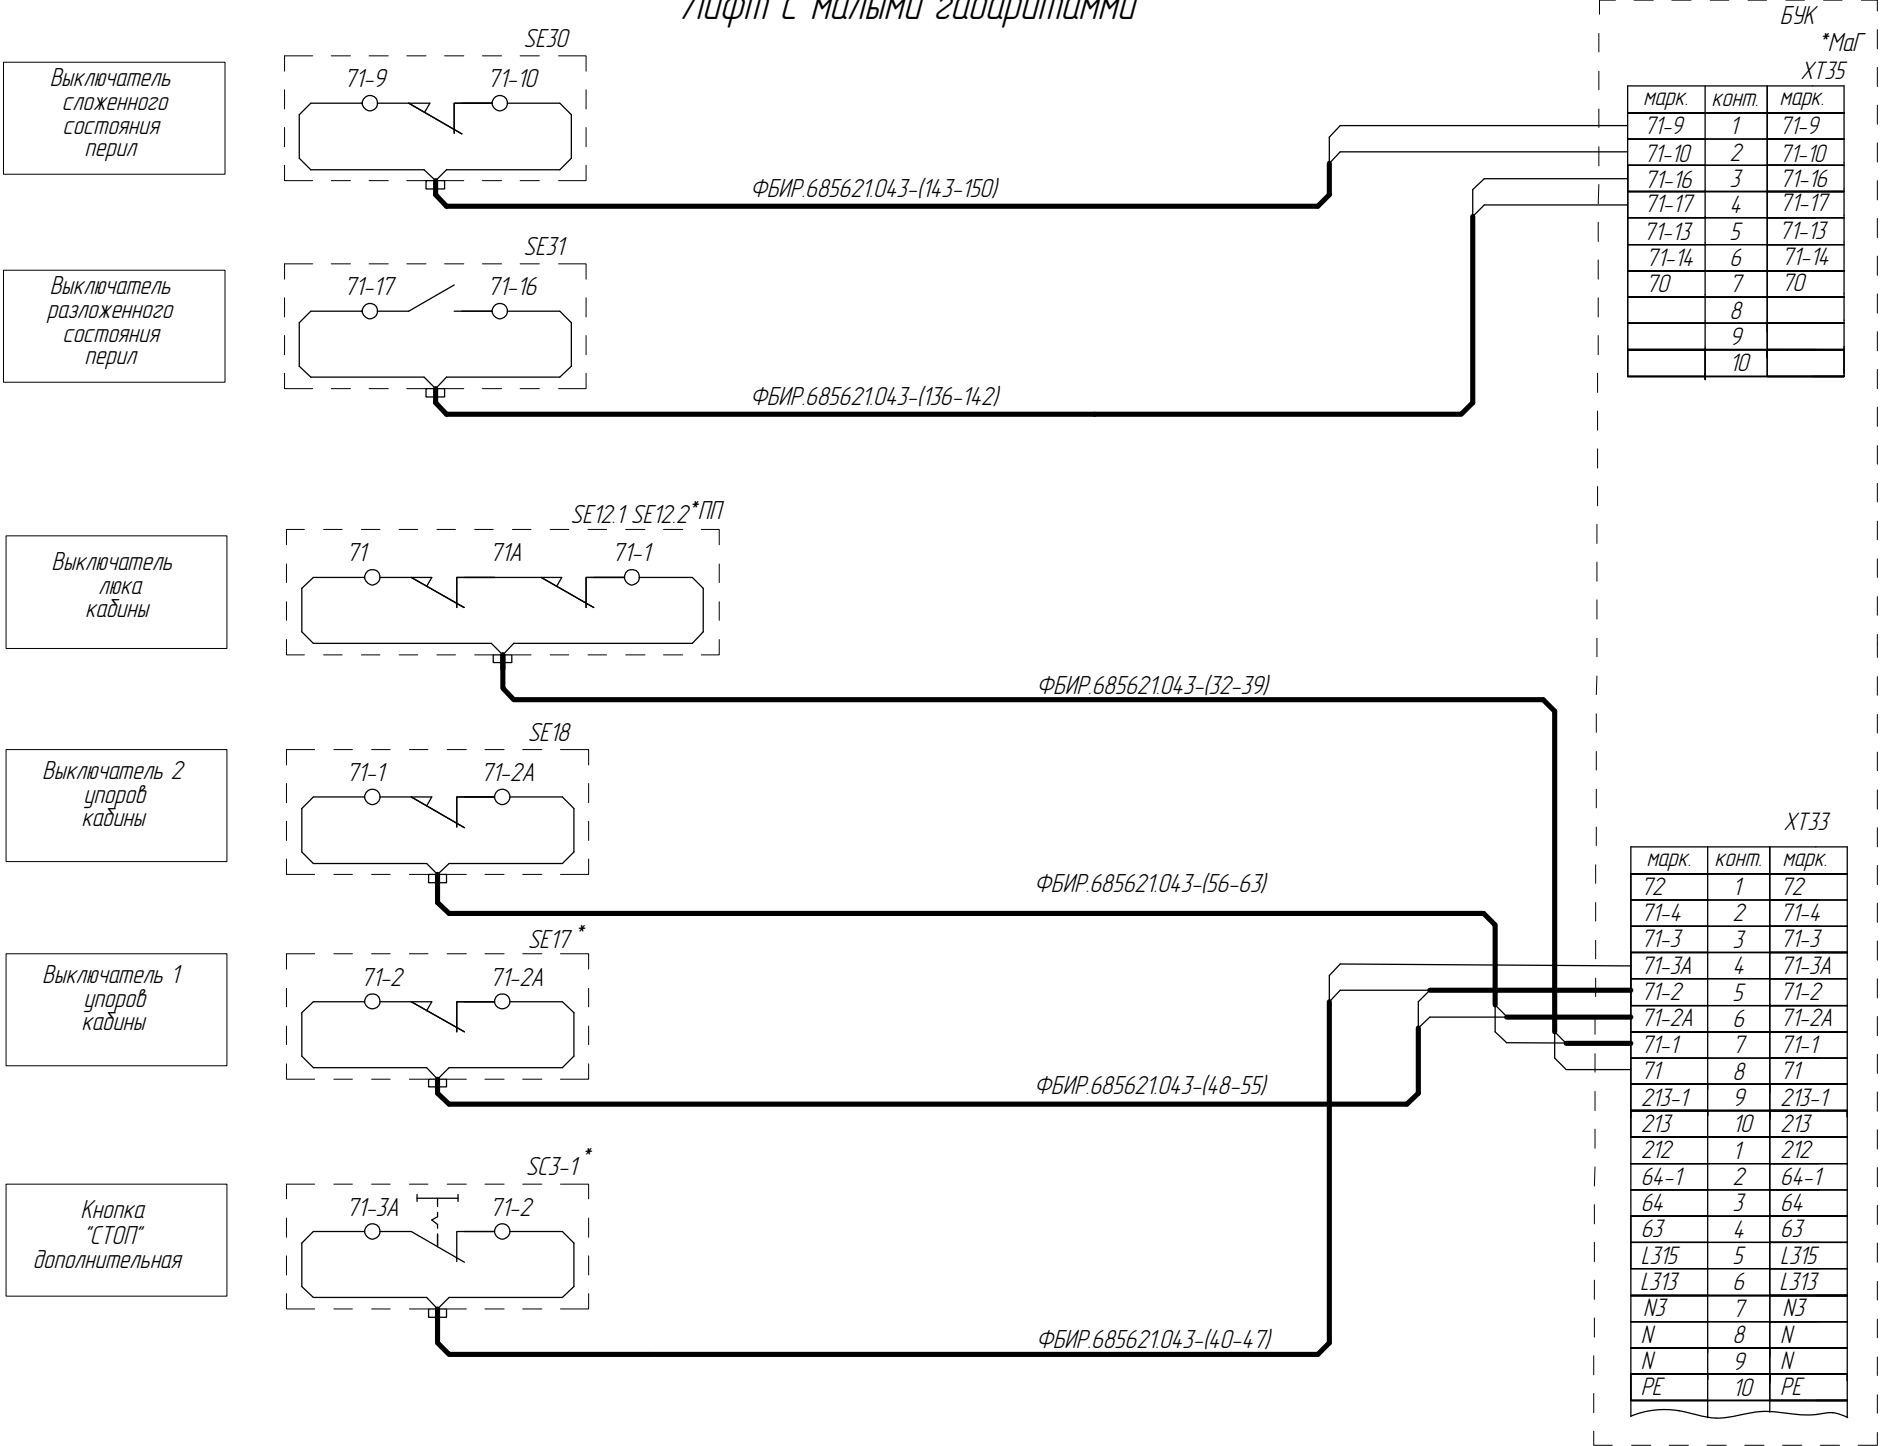 Лифт с малыми габаритамми
БУК
*МаГ
SE30
Выключатель
сложенного
состояния
перил
71-9
71-10
ФБИР.685621.043-(143-150)
XT35
марк. конт. марк.
71-9 1 71-9
71-10 2 71-10
71-16 3 71-16
71-17 4 71-17
71-13 5 71-13
71-14 6 71-14
70 7 70
8
9
10
SE31
Выключатель
разложенного
состояния
перил
71-17
71-16
ФБИР.685621.043-(136-142)
SE12.1 SE12.2*ПП
Выключатель
люка
кабины
71
71А
71-1
ФБИР.685621.043-(32-39)
SE18
Выключатель 2
упоров
кабины
71-1
71-2А
ФБИР.685621.043-(56-63)
SE17*
Выключатель 1
упоров
кабины
71-2
71-2А
ФБИР.685621.043-(48-55)
SC3-1*
Кнопка
"СТОП"
дополнительная
71-3А
71-2
ФБИР.685621.043-(40-47)
XT33
марк. конт. марк.
72 1 72
71-4 2 71-4
71-3 3 71-3
71-3А 4 71-3А
71-2 5 71-2
71-2А 6 71-2А
71-1 7 71-1
71 8 71
213-1 9 213-1
213 10 213
212 1 212
64-1 2 64-1
64 3 64
63 4 63
L315 5 L315
L313 6 L313
N3 7 N3
N 8 N
N 9 N
PE 10 PE